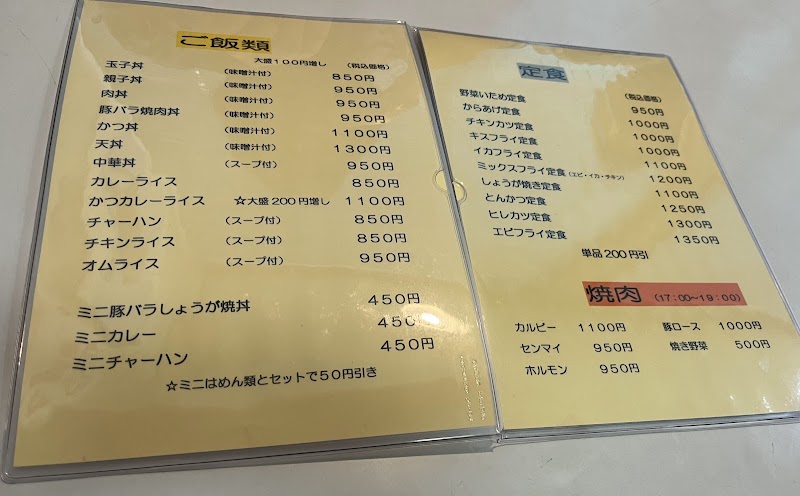 ご飯類
大盛100円増し （税込価格）
玉子丼 （味噌汁付） 850円
親子丼 （味噌汁付） 950円
肉丼 （味噌汁付） 950円
豚バラ焼肉丼 （味噌汁付） 950円
かつ丼 （味噌汁付） 1100円
天丼 （味噌汁付） 1300円
中華丼 （スープ付） 950円
カレーライス 850円
かつカレーライス ☆大盛200円増し 1100円
チャーハン （スープ付） 850円
チキンライス （スープ付） 850円
オムライス （スープ付） 950円
ミニ豚バラしょうが焼丼 450円
ミニカレー 450円
ミニチャーハン 450円
☆ミニはめん類とセットで50円引き
定食
（税込価格）
野菜いため定食 950円
からあげ定食 1000円
チキンカツ定食 1000円
キスフライ定食 1000円
イカフライ定食 1100円
ミックスフライ定食（エビ・イカ・チキン） 1200円
しょうが焼き定食 1100円
とんかつ定食 1250円
ヒレカツ定食 1300円
エビフライ定食 1350円
単品200円引
焼肉 （17:00～19:00）
カルビー 1100円 豚ロース 1000円
センマイ 950円 焼き野菜 500円
ホルモン 950円